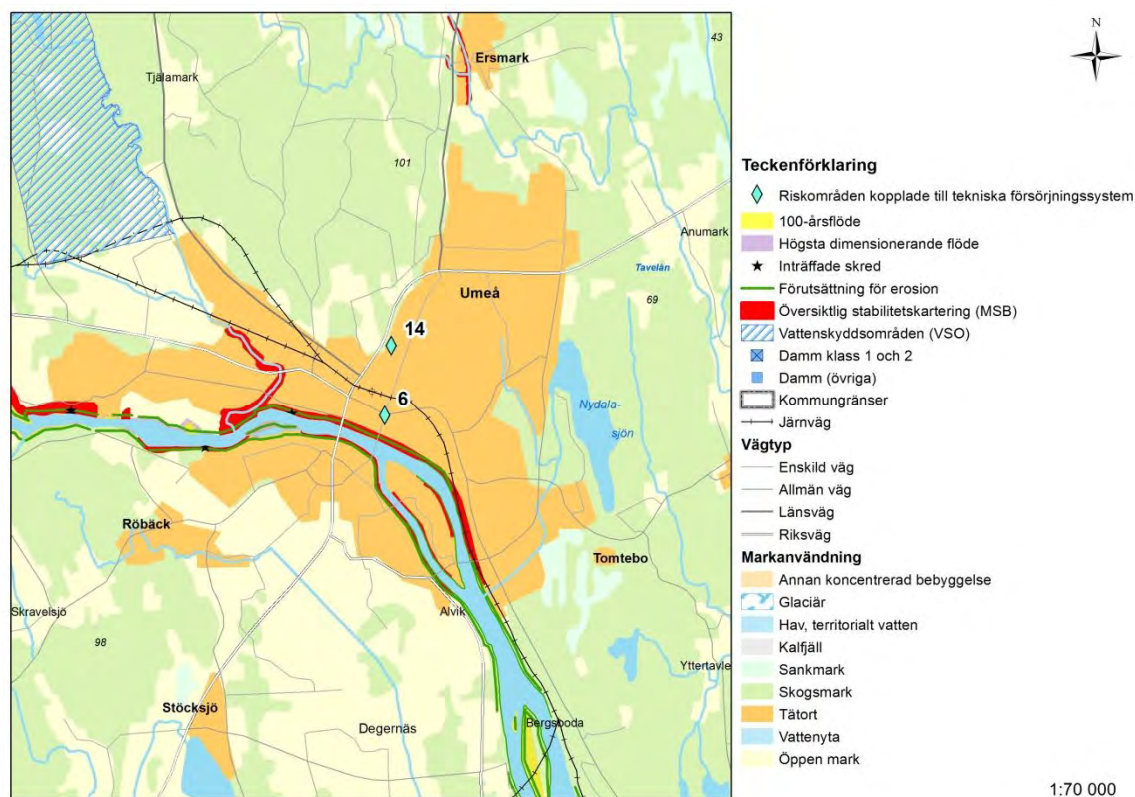 N
43
Ersmark
Tjälamark
101
Anumark
Tavelån
69
Umeå
14
6
Nydala-
sjön
Röbäck
Tomtebo
Skravelsjö
Alvik
98
Yttertavle
Stöcksjö
Bergsboda
Degernäs
Teckenförklaring
Riskområden kopplade till tekniska försörjningssystem
100-årsflöde
Högsta dimensionerande flöde
Inträffade skred
Förutsättning för erosion
Översiktlig stabilitetskartering (MSB)
Vattenskyddsområden (VSO)
Damm klass 1 och 2
Damm (övriga)
Kommungränser
Järnväg
Vägtyp
Enskild väg
Allmän väg
Länsväg
Riksväg
Markanvändning
Annan koncentrerad bebyggelse
Glaciär
Hav, territorialt vatten
Kalfjäll
Sankmark
Skogsmark
Tätort
Vattenyta
Öppen mark
1:70 000